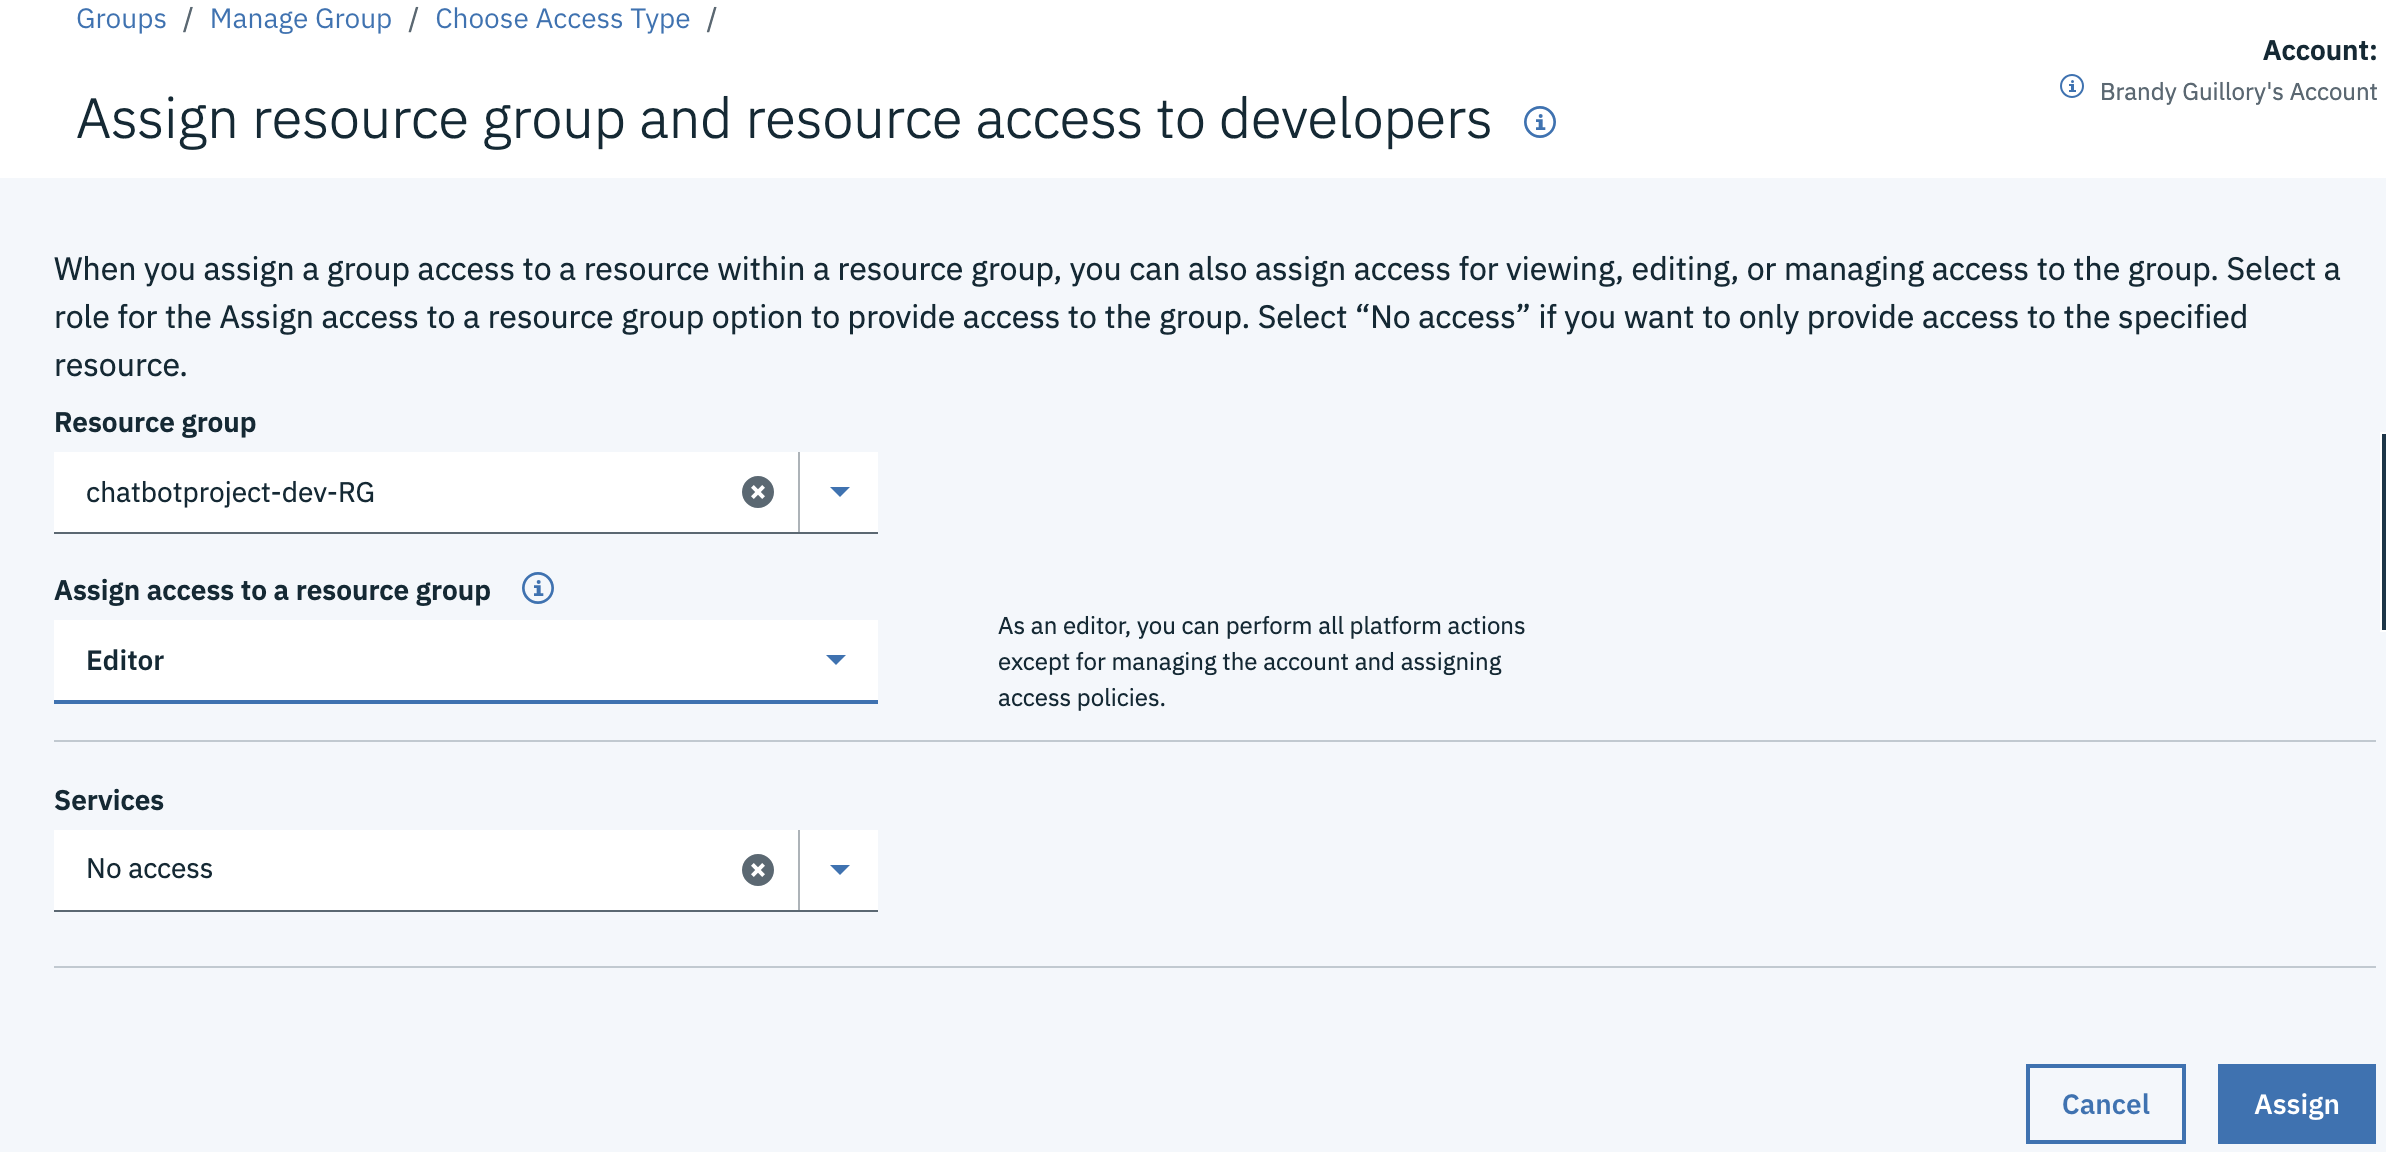 Groups / Manage Group / Choose Access Type /
Account:
Brandy Guillory's Account
Assign resource group and resource access to developers
When you assign a group access to a resource within a resource group, you can also assign access for viewing, editing, or managing access to the group. Select a
role for the Assign access to a resource group option to provide access to the group. Select “No access” if you want to only provide access to the specified
resource.
Resource group
chatbotproject-dev-RG
Assign access to a resource group
Editor
As an editor, you can perform all platform actions
except for managing the account and assigning
access policies.
Services
No access
Cancel
Assign